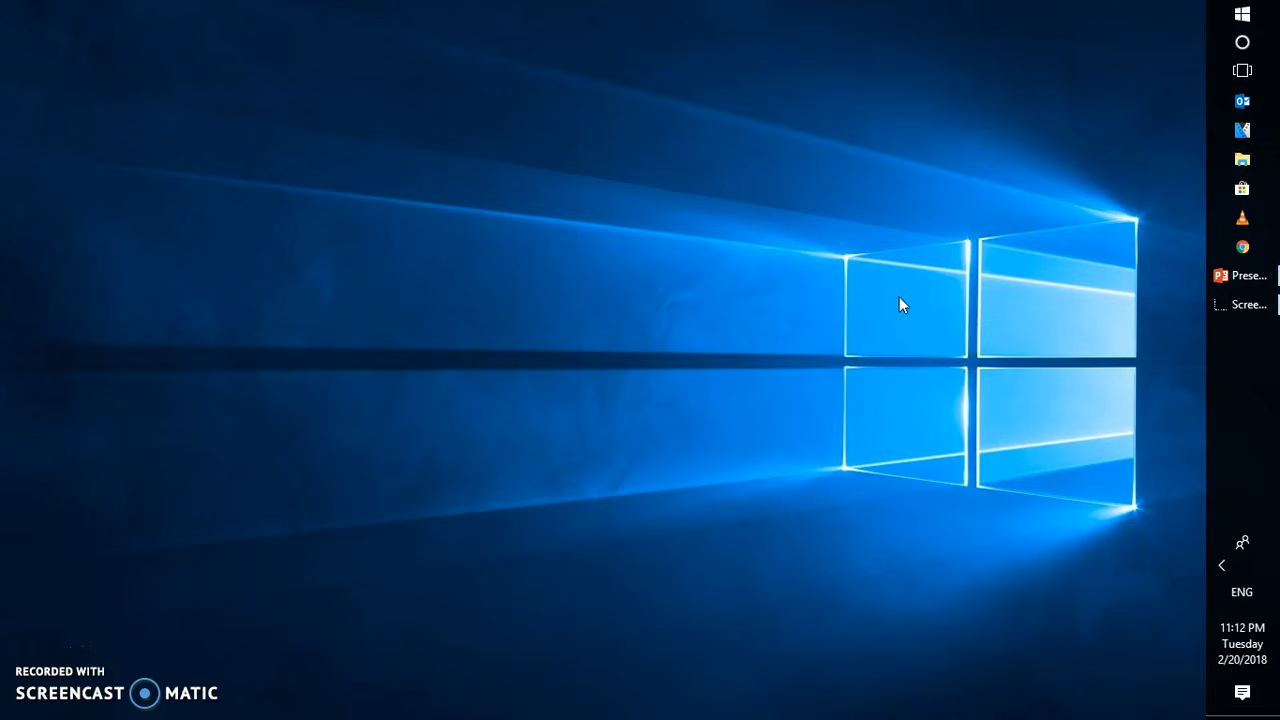 Prese...
Scree...
ENG
11:12 PM
Tuesday
2/20/2018
RECORDED WITH
SCREENCAST MATIC